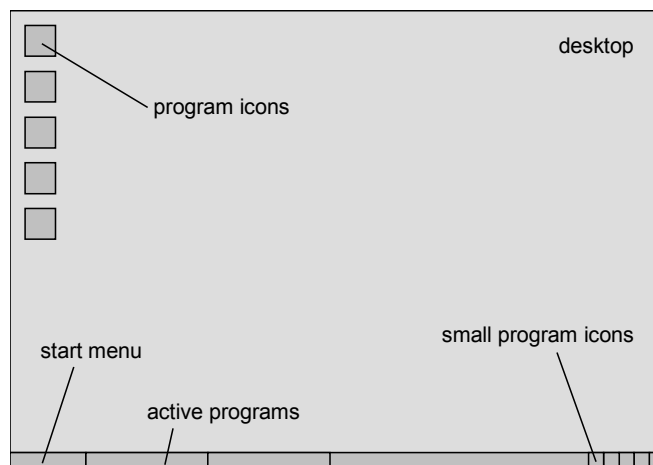 desktop
program icons
small program icons
start menu
active programs